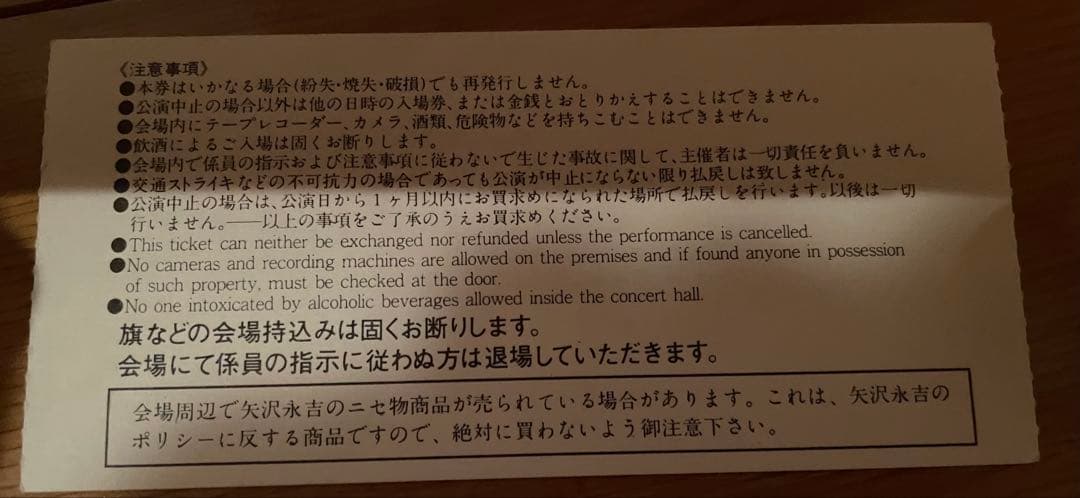 《注意事項》
●本券はいかなる場合(紛失・焼失・破損)でも再発行しません。
●公演中止の場合以外は他の日時の入場券、または金銭とおとりかえすることはできません。
●会場内にテープレコーダー、カメラ、酒類、危険物などを持ちこむことはできません。
●飲酒によるご入場は固くお断りします。
●会場内で係員の指示および注意事項に従わないで生じた事故に関して、主催者は一切責任を負いません。
●交通ストライキなどの不可抗力の場合であっても公演が中止にならない限り払戻しは致しません。
●公演中止の場合は、公演日から1ヶ月以内にお買求めになられた場所で払戻しを行います。以後は一切
行いません。──以上の事項をご了承のうえお買求めください。
●This ticket can neither be exchanged nor refunded unless the performance is cancelled.
●No cameras and recording machines are allowed on the premises and if found anyone in possession
of such property, must be checked at the door.
●No one intoxicated by alcoholic beverages allowed inside the concert hall.
旗などの会場持込みは固くお断りします。
会場にて係員の指示に従わぬ方は退場していただきます。
会場周辺で矢沢永吉のニセ物商品が売られている場合があります。これは、矢沢永吉の
ポリシーに反する商品ですので、絶対に買わないよう御注意下さい。